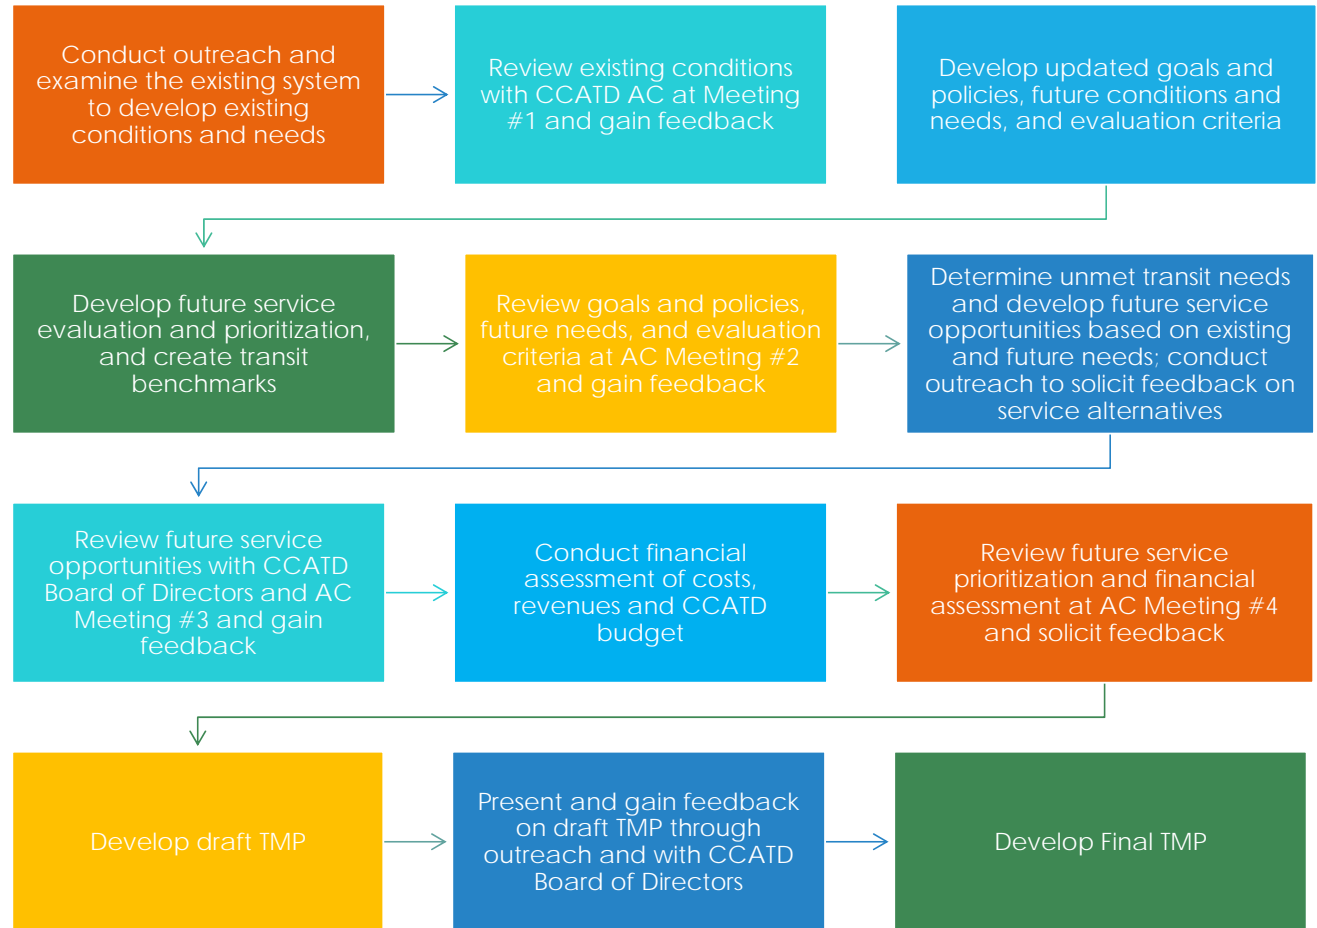 Conduct outreach and
examine the existing system
to develop existing
conditions and needs
Review existing conditions
with CCATD AC at Meeting
#1 and gain feedback
Develop updated goals and
policies, future conditions and
needs, and evaluation criteria
Develop future service
evaluation and prioritization,
and create transit
benchmarks
Review goals and policies,
future needs, and evaluation
criteria at AC Meeting #2
and gain feedback
Determine unmet transit needs
and develop future service
opportunities based on existing
and future needs; conduct
outreach to solicit feedback on
service alternatives
Review future service
opportunities with CCATD
Board of Directors and AC
Meeting #3 and gain
feedback
Conduct financial
assessment of costs,
revenues and CCATD
budget
Review future service
prioritization and financial
assessment at AC Meeting #4
and solicit feedback
Develop draft TMP
Present and gain feedback
on draft TMP through
outreach and with CCATD
Board of Directors
Develop Final TMP